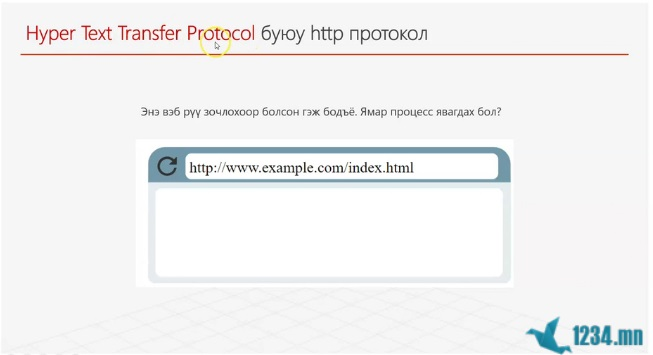 Hyper Text Transfer Protocol буюу http протокол
Энэ вэб рүү зочлохоор болсон гэж бодъё. Ямар процесс явагдах бол?
http://www.example.com/index.html
1234.mn